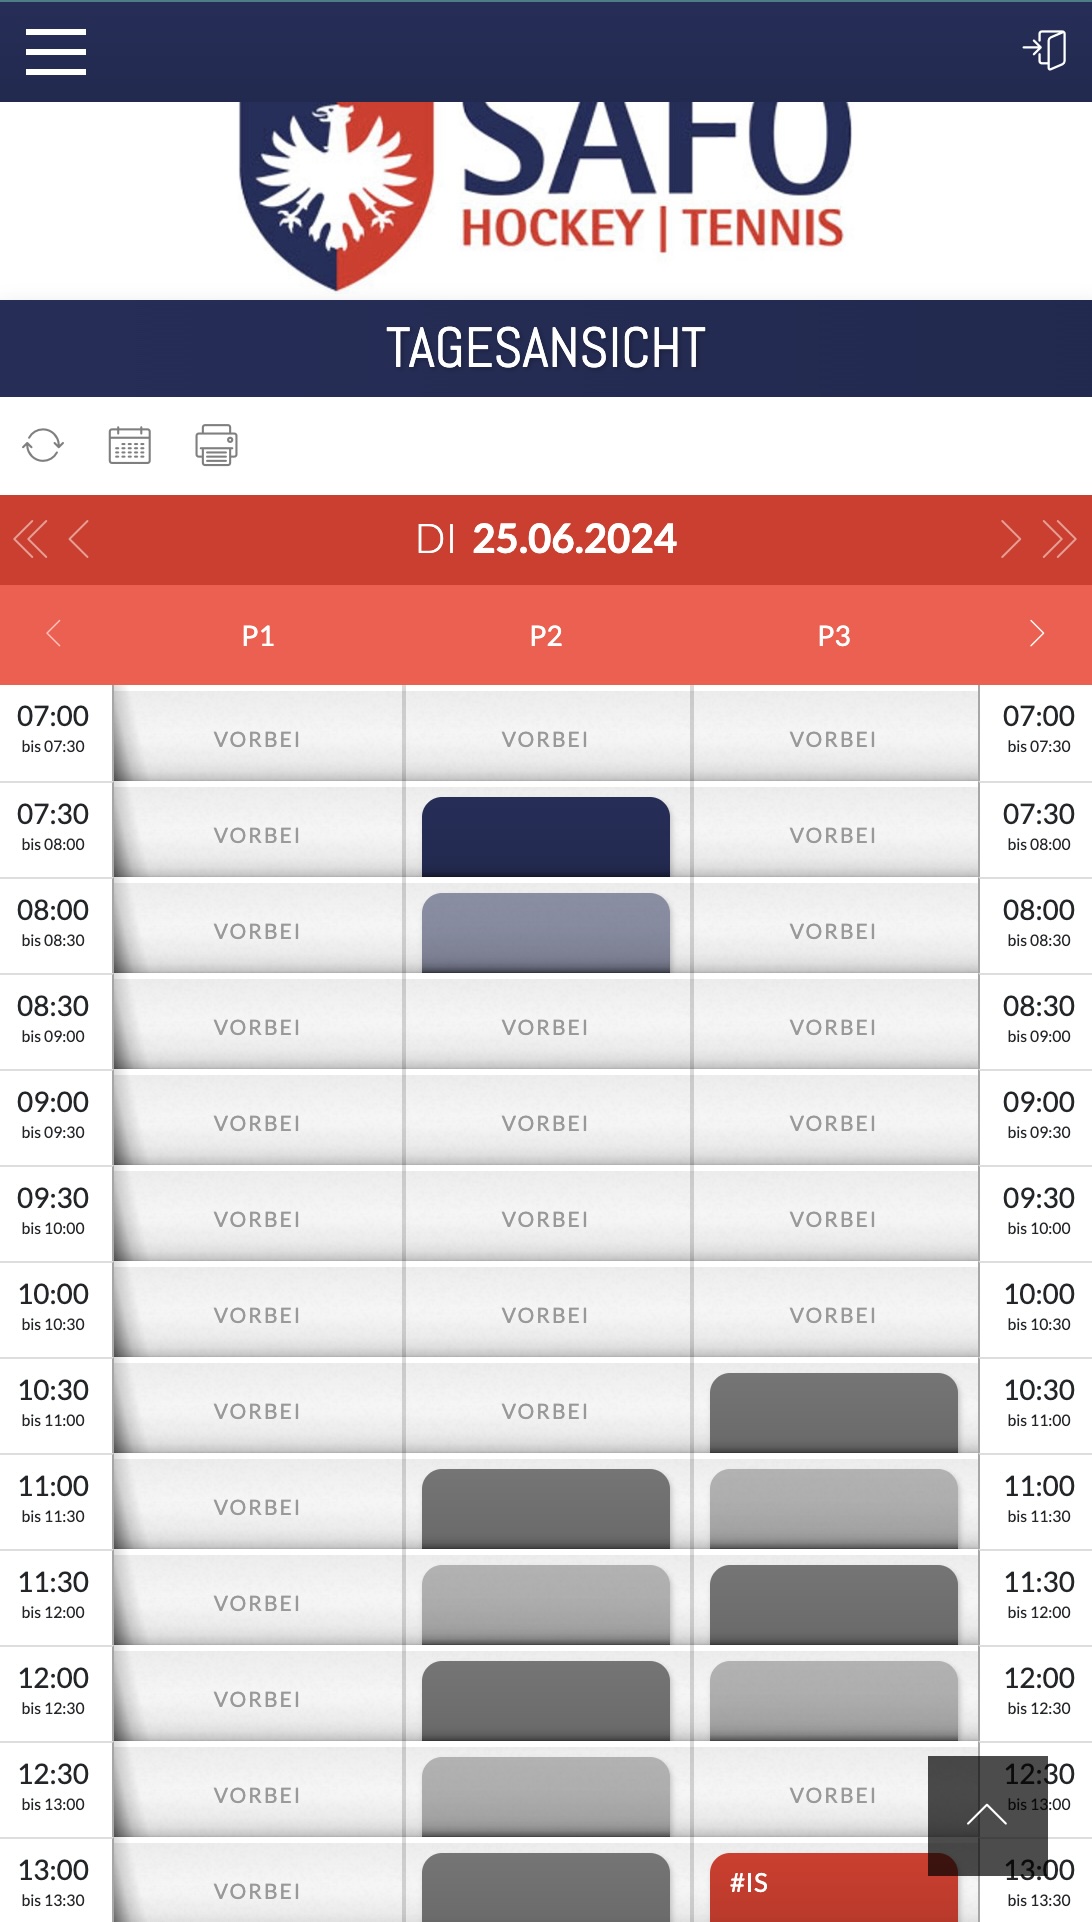 SAFO
HOCKEY | TENNIS
TAGESANSICHT
DI 25.06.2024
P1 P2 P3
07:00 VORBEI VORBEI VORBEI 07:00
bis 07:30 bis 07:30
07:30 VORBEI VORBEI 07:30
bis 08:00 bis 08:00
08:00 VORBEI VORBEI 08:00
bis 08:30 bis 08:30
08:30 VORBEI VORBEI VORBEI 08:30
bis 09:00 bis 09:00
09:00 VORBEI VORBEI VORBEI 09:00
bis 09:30 bis 09:30
09:30 VORBEI VORBEI VORBEI 09:30
bis 10:00 bis 10:00
10:00 VORBEI VORBEI VORBEI 10:00
bis 10:30 bis 10:30
10:30 VORBEI VORBEI 10:30
bis 11:00 bis 11:00
11:00 VORBEI 11:00
bis 11:30 bis 11:30
11:30 VORBEI 11:30
bis 12:00 bis 12:00
12:00 VORBEI 12:00
bis 12:30 bis 12:30
12:30 VORBEI VORBEI 12:30
bis 13:00 bis 13:00
13:00 VORBEI #IS 13:00
bis 13:30 bis 13:30